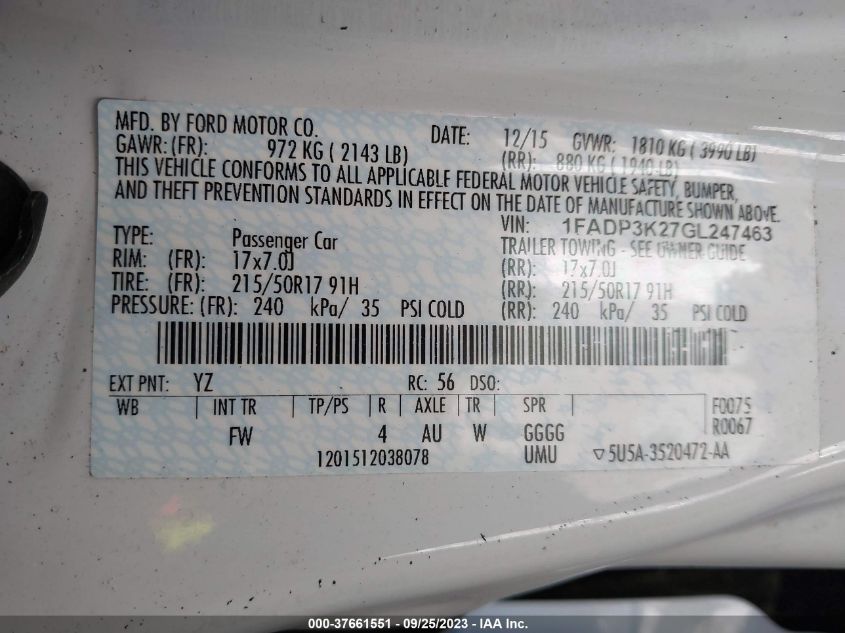 MFD. BY FORD MOTOR CO. DATE: 12/15 GVWR: 1810 KG ( 3990 LB)
GAWR: (FR): 972 KG ( 2143 LB) (RR): 880 KG ( 1940 LB)
THIS VEHICLE CONFORMS TO ALL APPLICABLE FEDERAL MOTOR VEHICLE SAFETY, BUMPER,
AND THEFT PREVENTION STANDARDS IN EFFECT ON THE DATE OF MANUFACTURE SHOWN ABOVE.
VIN: 1FADP3K27GL247463
TYPE: Passenger Car TRAILER TOWING - SEE OWNER GUIDE
RIM: (FR): 17x7.0J (RR): 17x7.0J
TIRE: (FR): 215/50R17 91H (RR): 215/50R17 91H
PRESSURE: (FR): 240 kPa/ 35 PSI COLD (RR): 240 kPa/ 35 PSI COLD
EXT PNT: YZ RC: 56 DSO:
WB INT TR TP/PS R AXLE TR SPR F0075
FW 4 AU W GGGG R0067
1201512038078 UMU ▽5U5A-3520472-AA
000-37661551 / 09/25/2023 - IAA Inc.